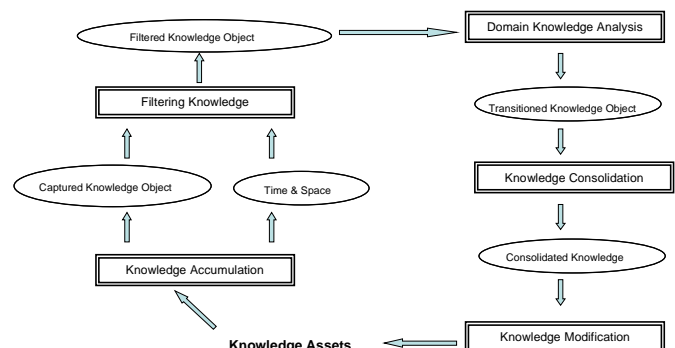 Filtered Knowledge Object
Domain Knowledge Analysis
Filtering Knowledge
Transitioned Knowledge Object
Captured Knowledge Object
Time & Space
Knowledge Consolidation
Knowledge Accumulation
Consolidated Knowledge
Knowledge Assets
Knowledge Modification